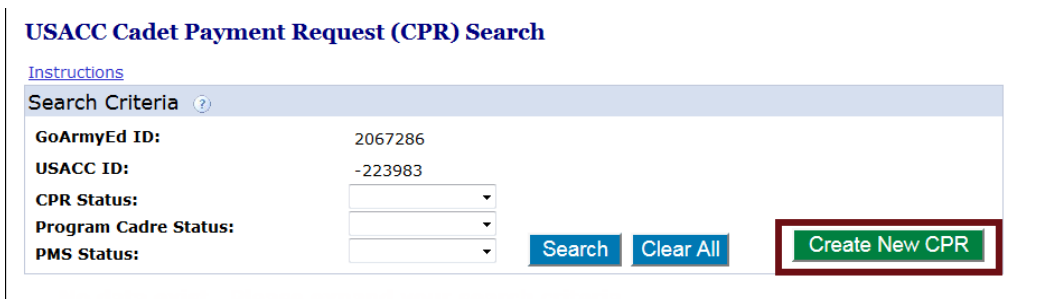 USACC Cadet Payment Request (CPR) Search
Instructions
Search Criteria ?
GoArmyEd ID: 2067286
USACC ID: -223983
CPR Status:
Program Cadre Status:
PMS Status: Search Clear All Create New CPR